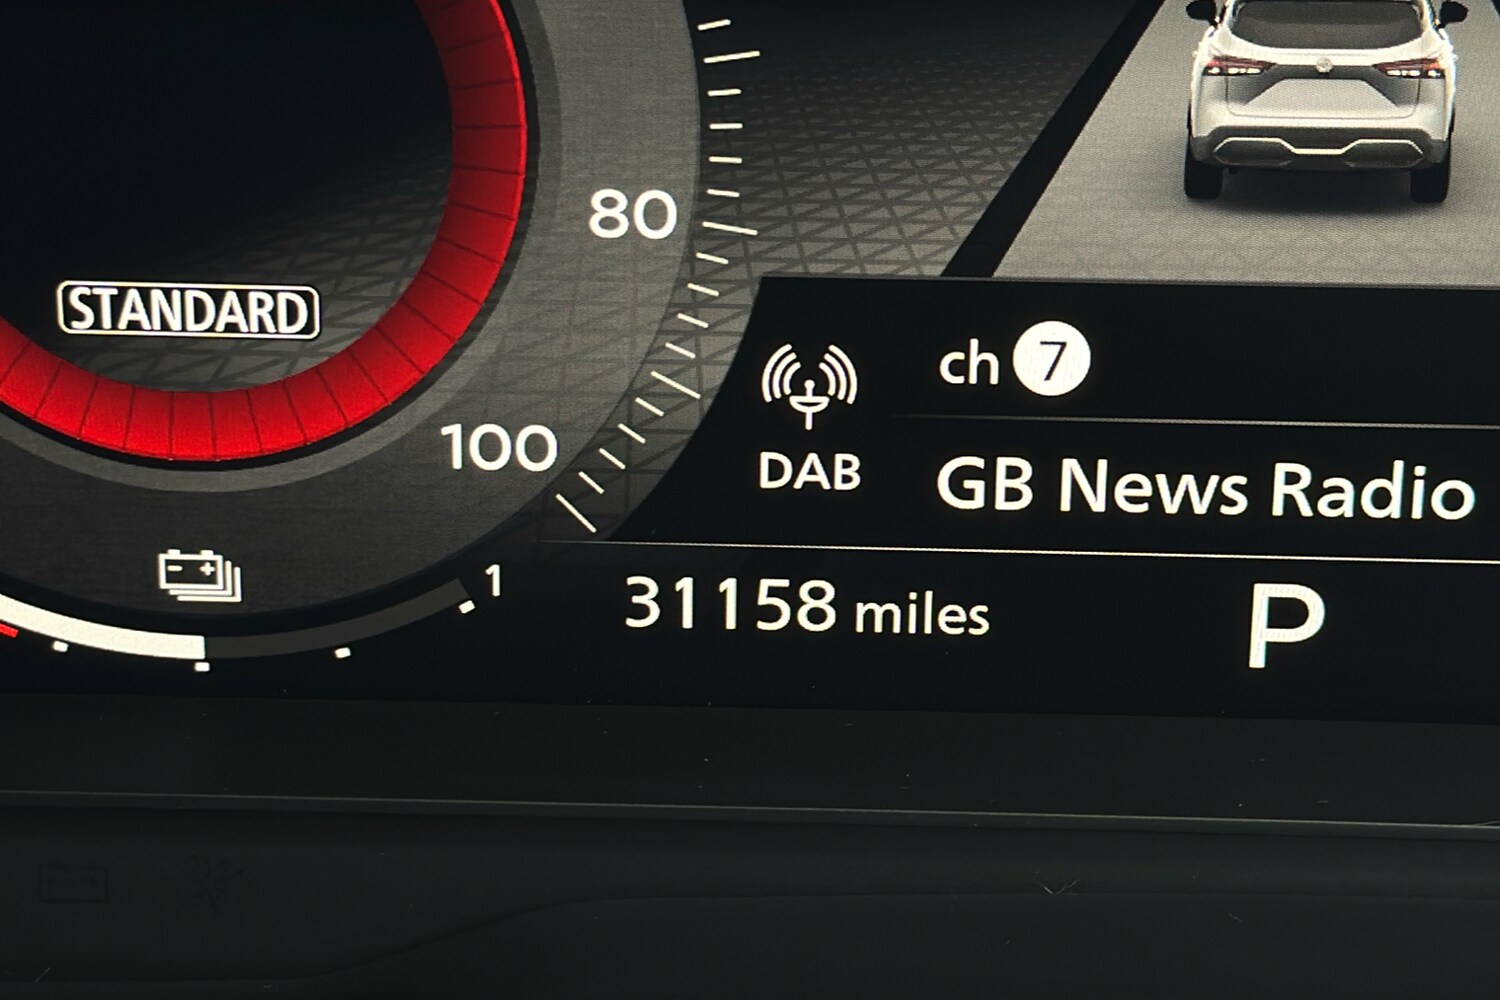 80
STANDARD
ch 7
100
DAB
GB News Radio
1
31158 miles
P